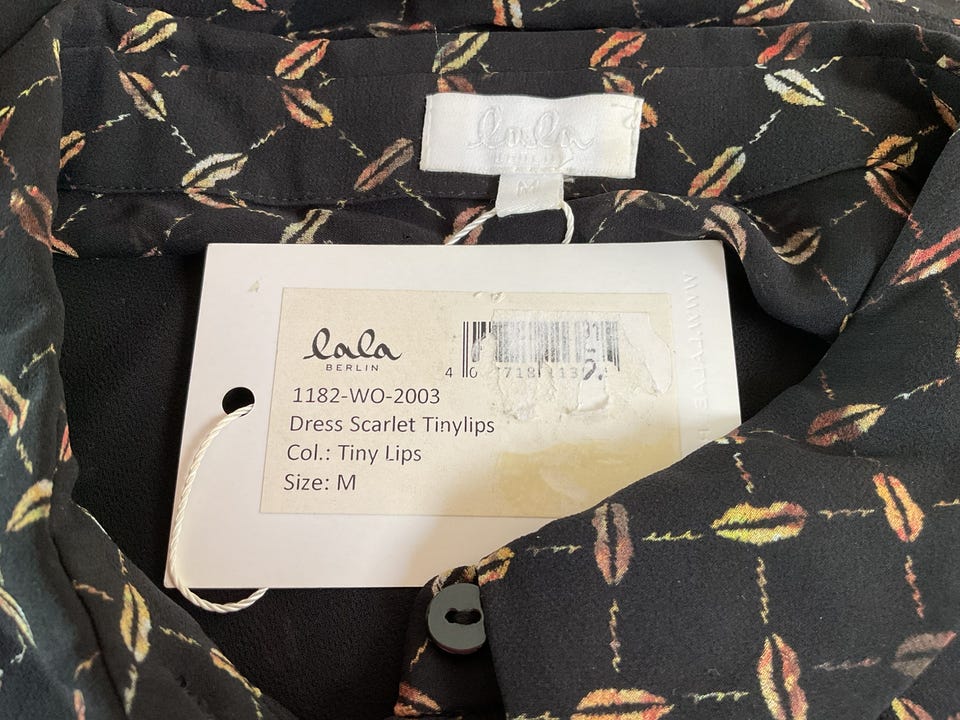 lala
M
lala
BERLIN
1182-WO-2003
Dress Scarlet Tinylips
Col.: Tiny Lips
Size: M